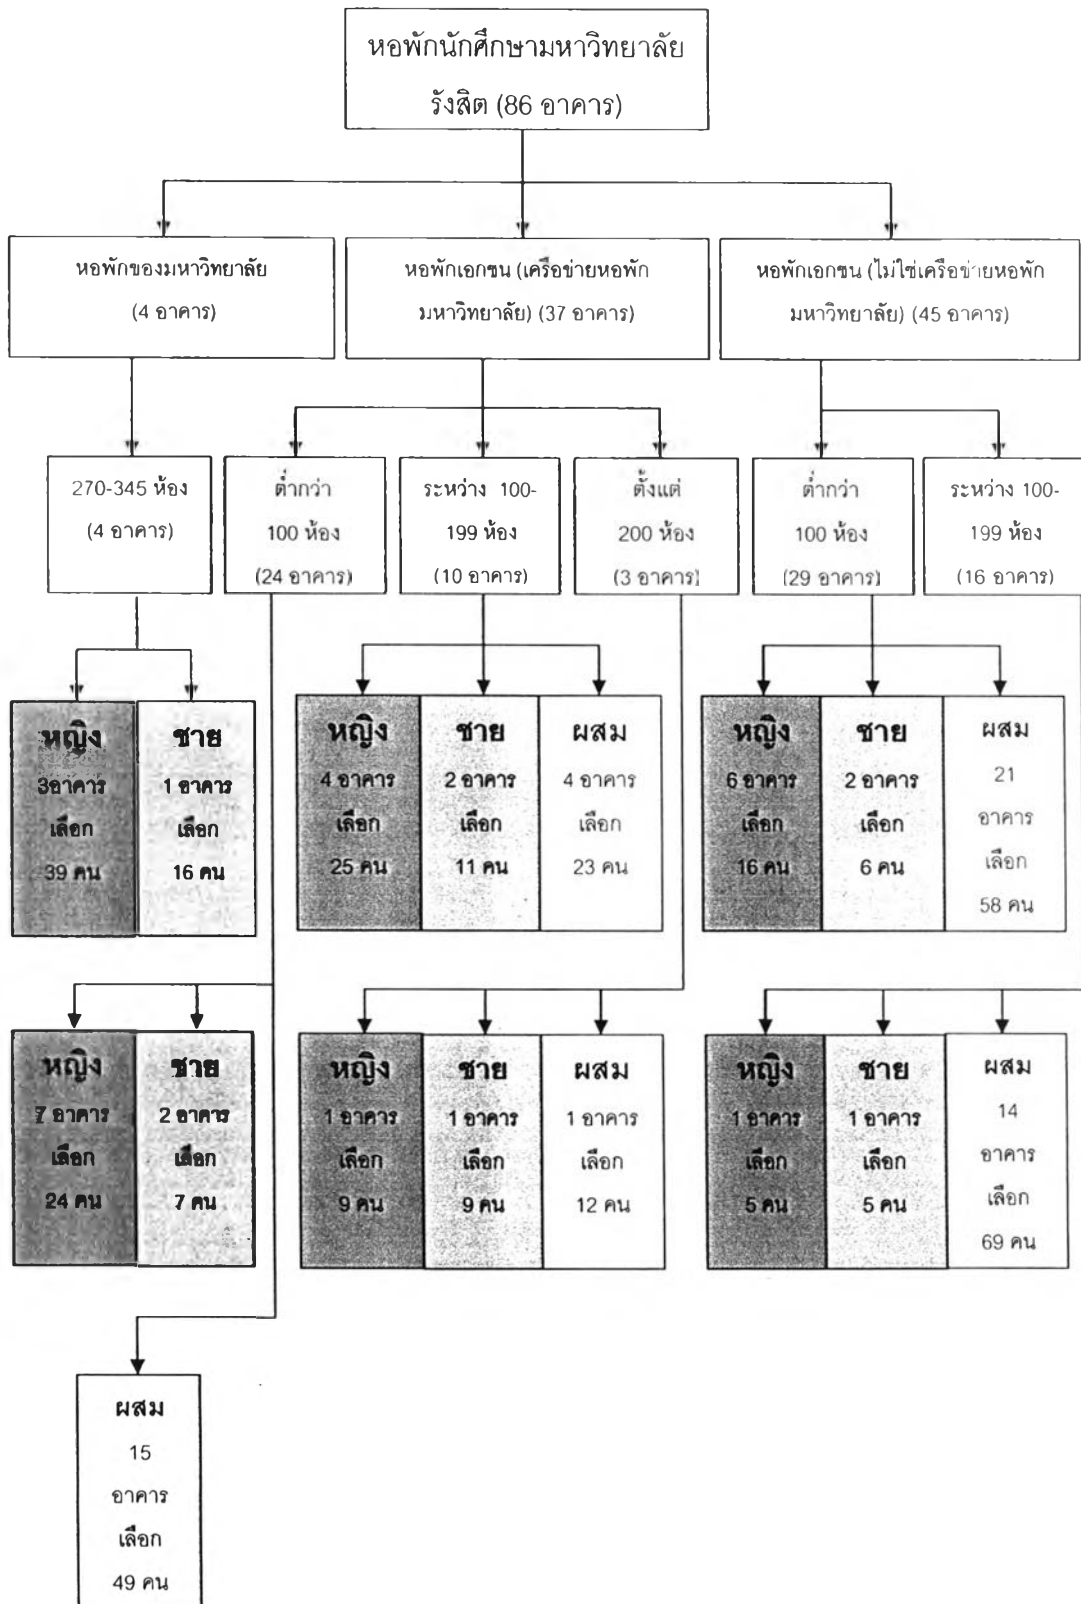 หอพักนักศึกษามหาวิทยาลัย
รังสิต (86 อาคาร)
หอพักของมหาวิทยาลัย
(4 อาคาร)
หอพักเอกชน (เครือข่ายหอพัก
มหาวิทยาลัย) (37 อาคาร)
หอพักเอกชน (ไม่ใช่เครือข่ายหอพัก
มหาวิทยาลัย) (45 อาคาร)
270-345 ห้อง
(4 อาคาร)
ต่ำกว่า
100 ห้อง
(24 อาคาร)
ระหว่าง 100-
199 ห้อง
(10 อาคาร)
ตั้งแต่
200 ห้อง
(3 อาคาร)
ต่ำกว่า
100 ห้อง
(29 อาคาร)
ระหว่าง 100-
199 ห้อง
(16 อาคาร)
หญิง
3อาคาร
เลือก
39 คน
ชาย
1 อาคาร
เลือก
16 คน
หญิง
4 อาคาร
เลือก
25 คน
ชาย
2 อาคาร
เลือก
11 คน
ผสม
4 อาคาร
เลือก
23 คน
หญิง
6 อาคาร
เลือก
16 คน
ชาย
2 อาคาร
เลือก
6 คน
ผสม
21
อาคาร
เลือก
58 คน
หญิง
7 อาคาร
เลือก
24 คน
ชาย
2 อาคาร
เลือก
7 คน
หญิง
1 อาคาร
เลือก
9 คน
ชาย
1 อาคาร
เลือก
9 คน
ผสม
1 อาคาร
เลือก
12 คน
หญิง
1 อาคาร
เลือก
5 คน
ชาย
1 อาคาร
เลือก
5 คน
ผสม
14
อาคาร
เลือก
69 คน
ผสม
15
อาคาร
เลือก
49 คน